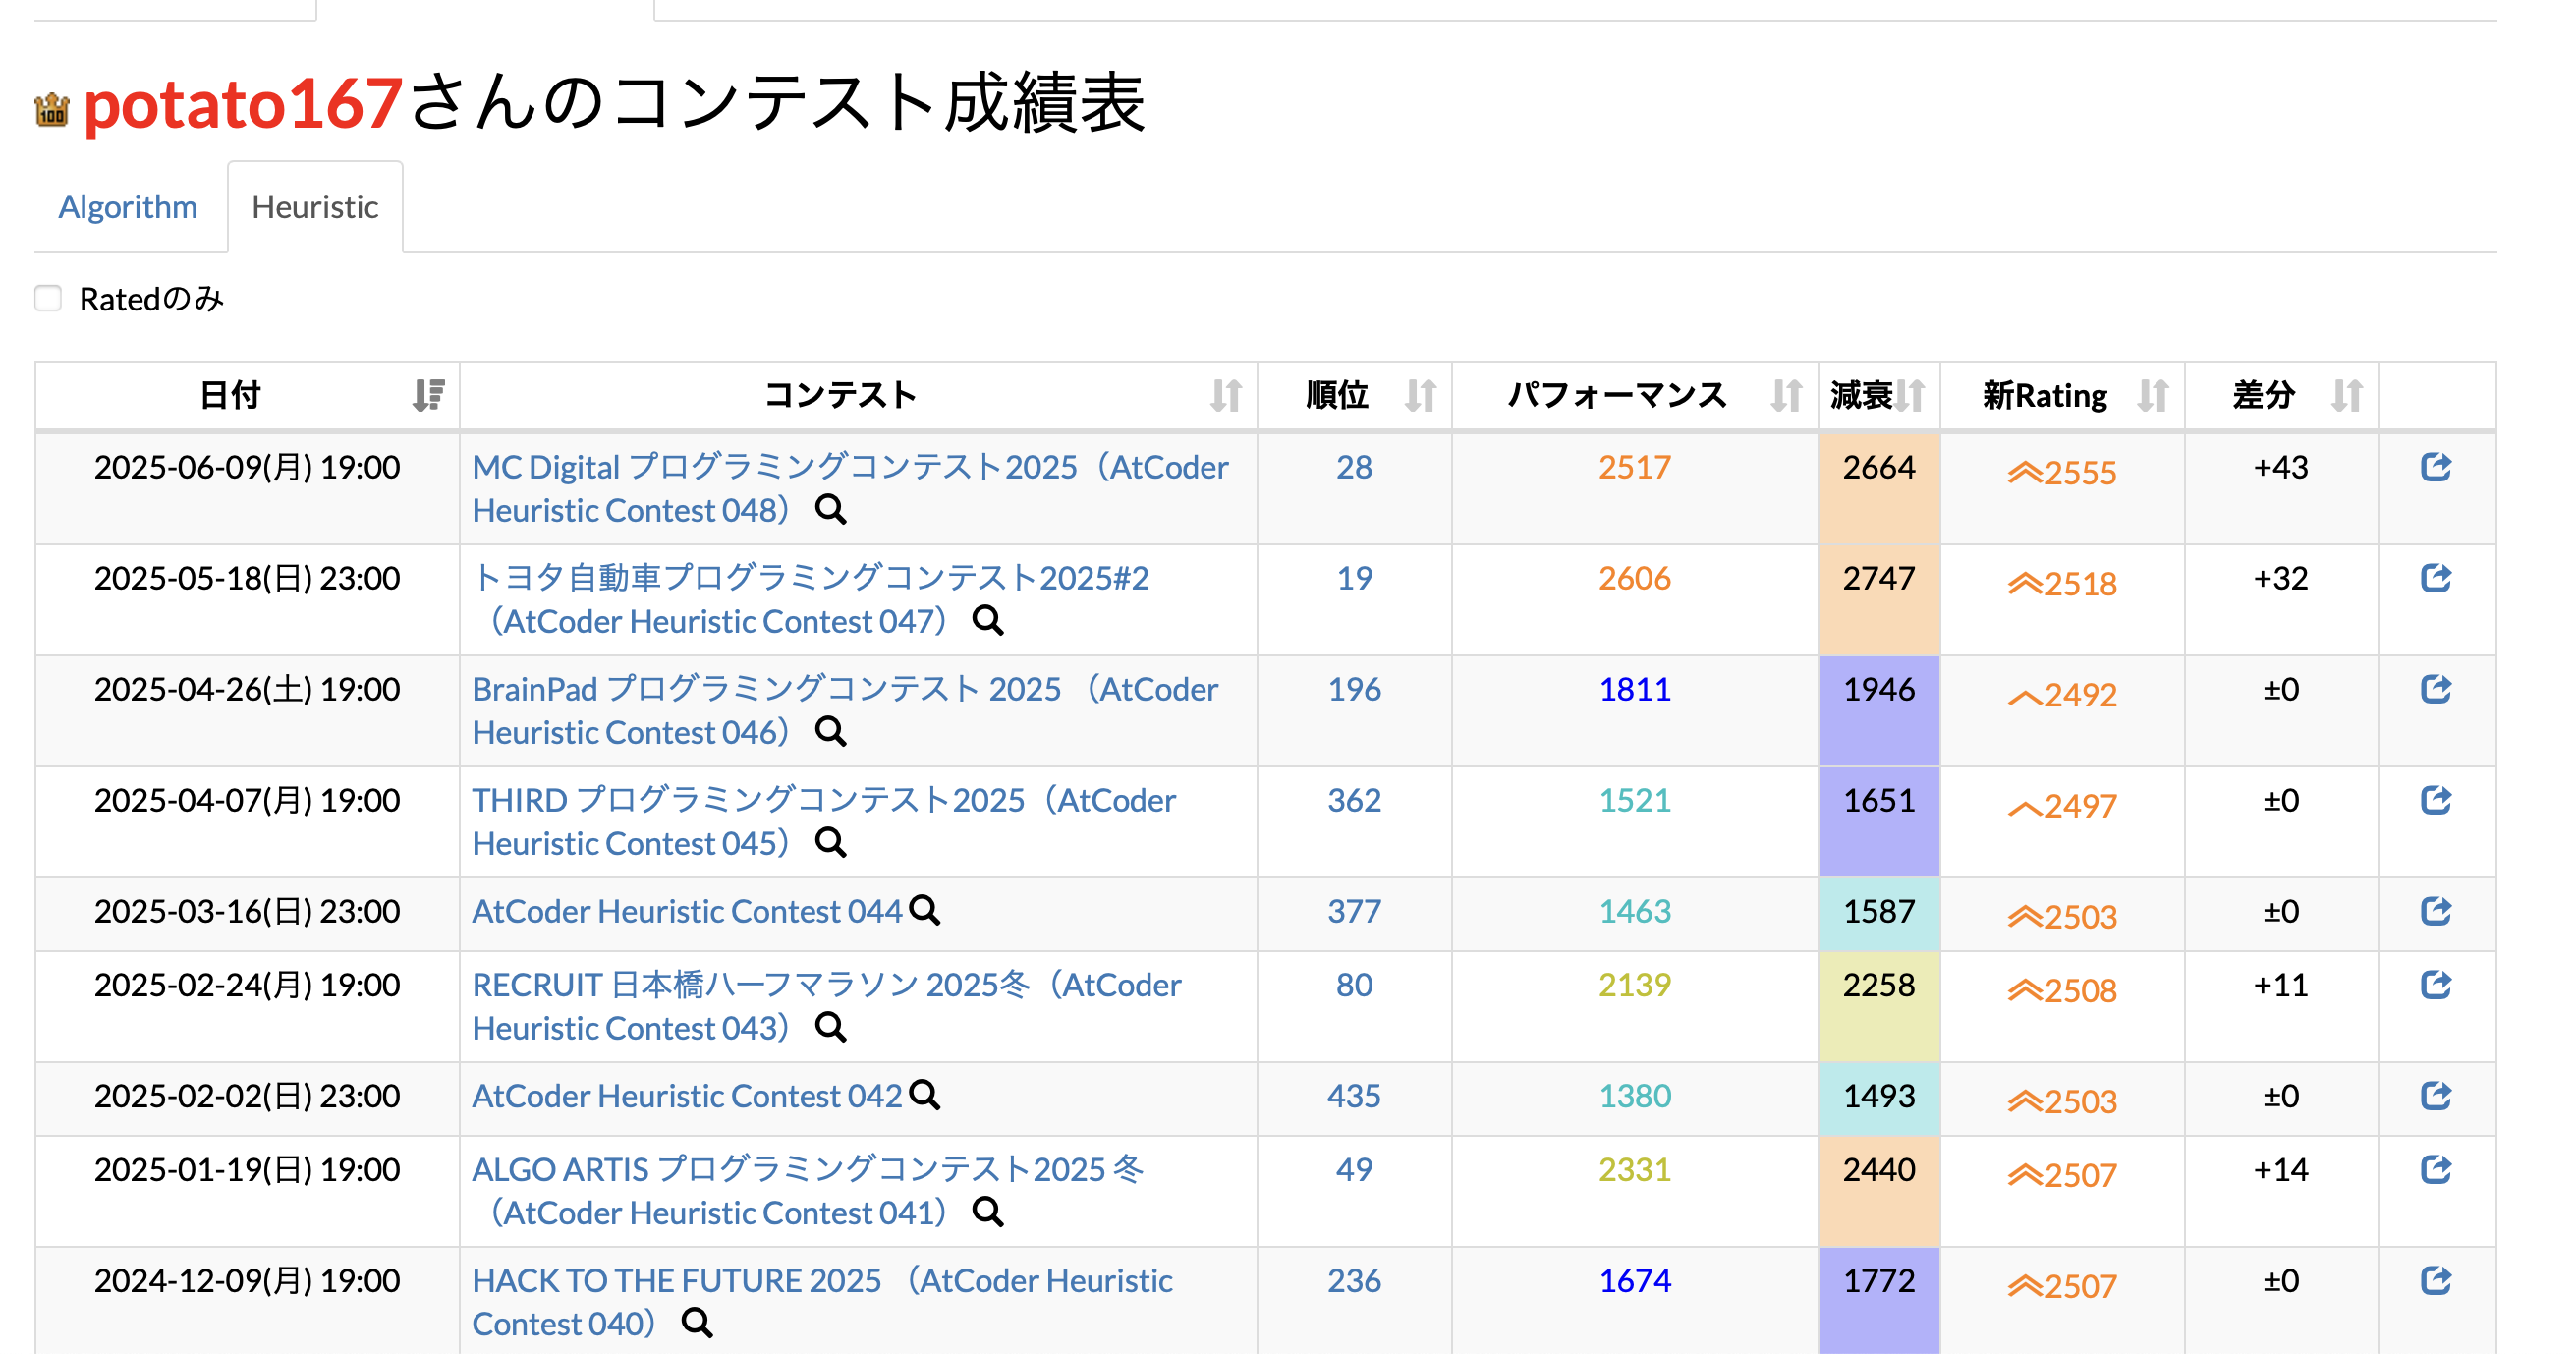 100 potato167さんのコンテスト成績表
Algorithm Heuristic
Ratedのみ
日付 コンテスト 順位 パフォーマンス 減衰 新Rating 差分
2025-06-09(月) 19:00 MC Digital プログラミングコンテスト2025（AtCoder 28 2517 2664 2555 +43
Heuristic Contest 048）
2025-05-18(日) 23:00 トヨタ自動車プログラミングコンテスト2025#2 19 2606 2747 2518 +32
（AtCoder Heuristic Contest 047）
2025-04-26(土) 19:00 BrainPad プログラミングコンテスト 2025 （AtCoder 196 1811 1946 2492 ±0
Heuristic Contest 046）
2025-04-07(月) 19:00 THIRD プログラミングコンテスト2025（AtCoder 362 1521 1651 2497 ±0
Heuristic Contest 045）
2025-03-16(日) 23:00 AtCoder Heuristic Contest 044 377 1463 1587 2503 ±0
2025-02-24(月) 19:00 RECRUIT 日本橋ハーフマラソン 2025冬（AtCoder 80 2139 2258 2508 +11
Heuristic Contest 043）
2025-02-02(日) 23:00 AtCoder Heuristic Contest 042 435 1380 1493 2503 ±0
2025-01-19(日) 19:00 ALGO ARTIS プログラミングコンテスト2025 冬 49 2331 2440 2507 +14
（AtCoder Heuristic Contest 041）
2024-12-09(月) 19:00 HACK TO THE FUTURE 2025 （AtCoder Heuristic 236 1674 1772 2507 ±0
Contest 040）